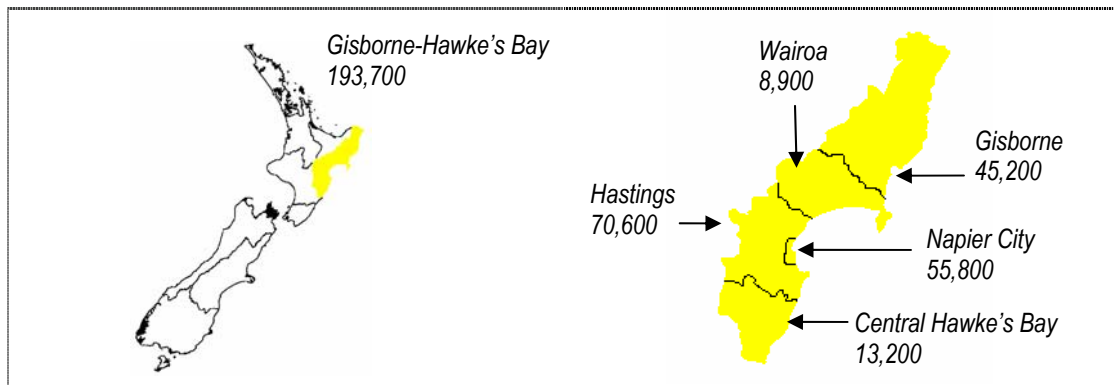 Gisborne-Hawke's Bay
193,700
Wairoa
8,900
Gisborne
45,200
Hastings
70,600
Napier City
55,800
Central Hawke's Bay
13,200